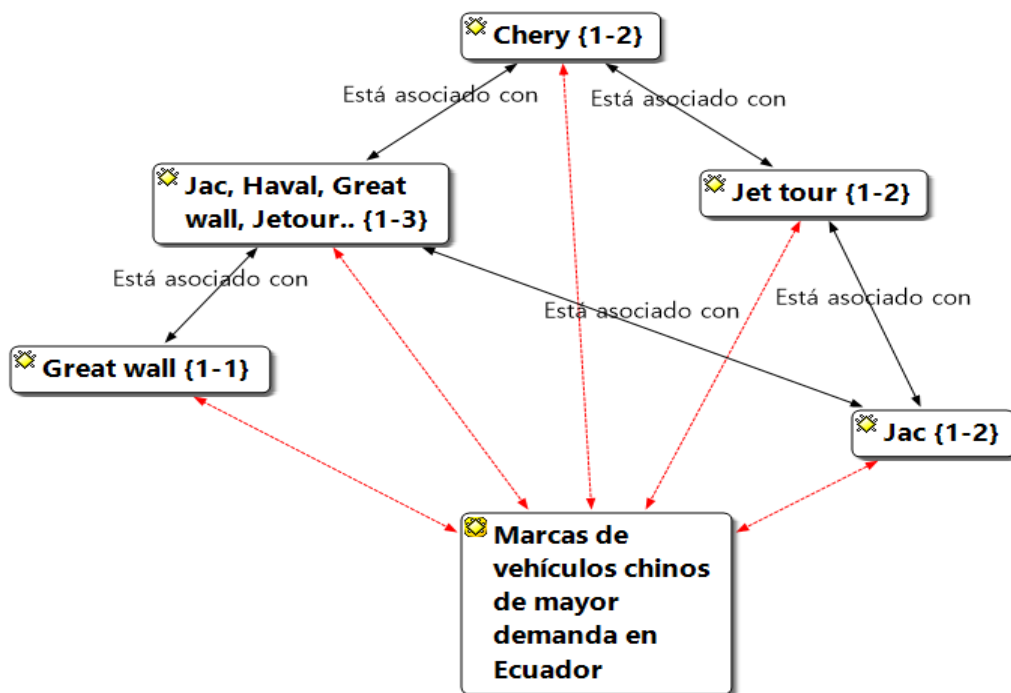 Chery {1-2}
Está asociado con
Está asociado con
Jac, Haval, Great
wall, Jetour.. {1-3}
Jet tour {1-2}
Está asociado con
Está asociado con
Está asociado con
Great wall {1-1}
Jac {1-2}
Marcas de
vehículos chinos
de mayor
demanda en
Ecuador